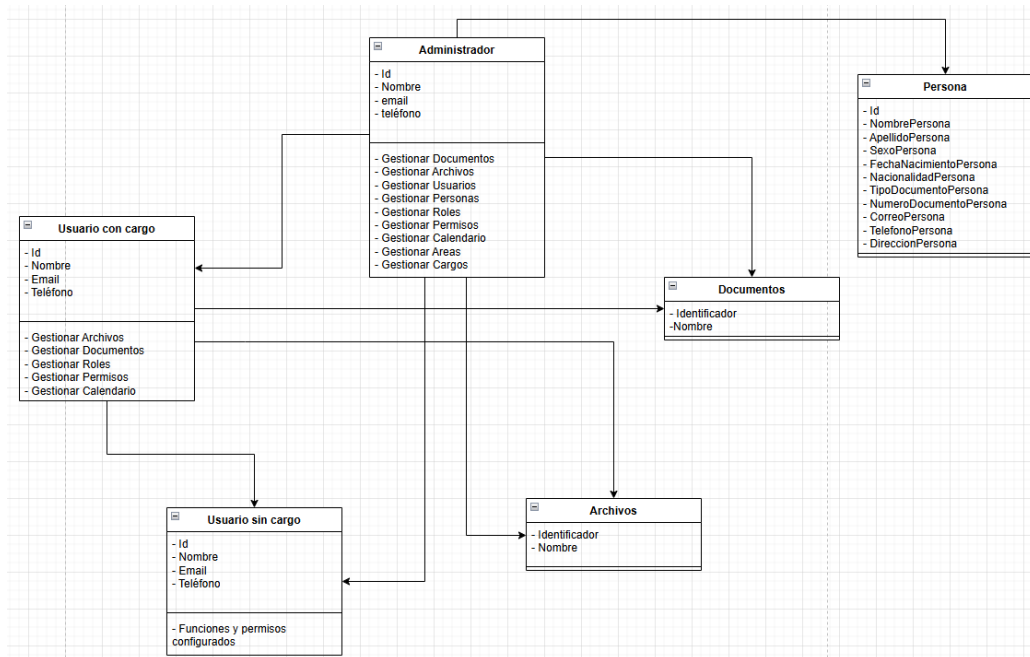 Administrador
- Id
- Nombre
- email
- teléfono
- Gestionar Documentos
- Gestionar Archivos
- Gestionar Usuarios
- Gestionar Personas
- Gestionar Roles
- Gestionar Permisos
- Gestionar Calendario
- Gestionar Areas
- Gestionar Cargos
Persona
- Id
- NombrePersona
- ApellidoPersona
- SexoPersona
- FechaNacimientoPersona
- NacionalidadPersona
- TipoDocumentoPersona
- NumeroDocumentoPersona
- CorreoPersona
- TelefonoPersona
- DireccionPersona
Usuario con cargo
- Id
- Nombre
- Email
- Teléfono
- Gestionar Archivos
- Gestionar Documentos
- Gestionar Roles
- Gestionar Permisos
- Gestionar Calendario
Documentos
- Identificador
-Nombre
Usuario sin cargo
- Id
- Nombre
- Email
- Teléfono
- Funciones y permisos
configurados
Archivos
- Identificador
- Nombre